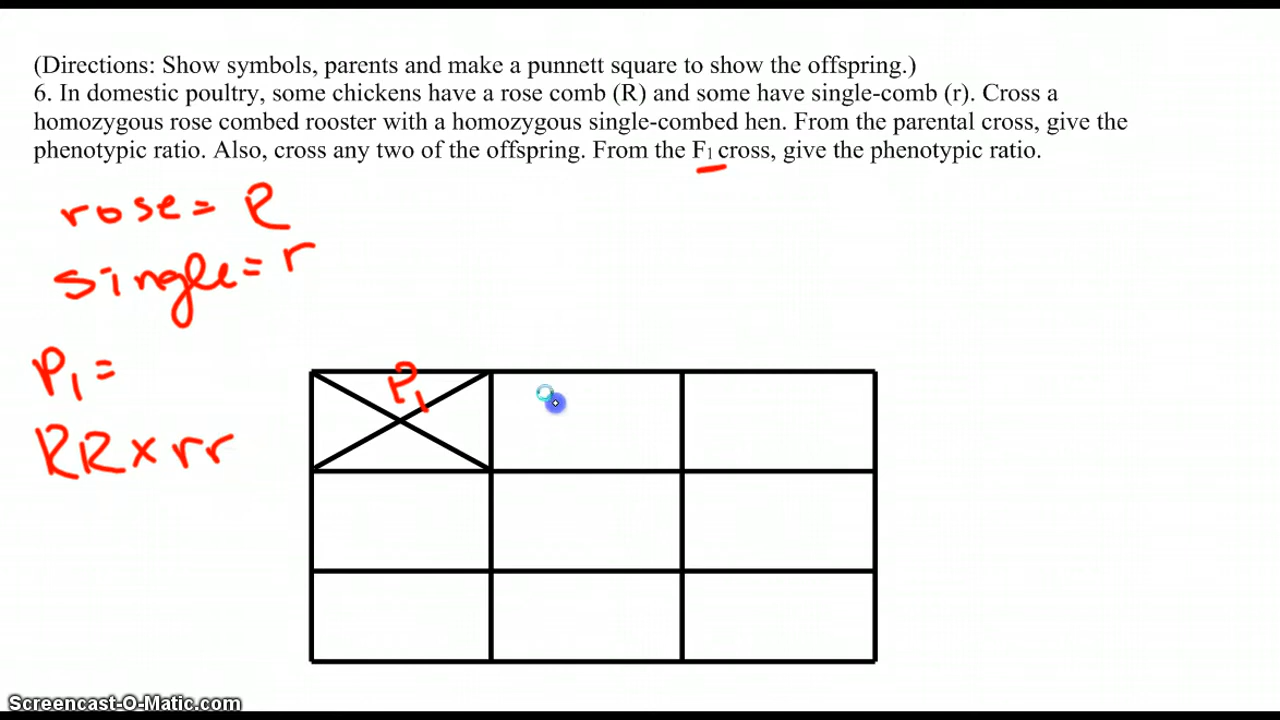 (Directions: Show symbols, parents and make a punnett square to show the offspring.)
6. In domestic poultry, some chickens have a rose comb (R) and some have single-comb (r). Cross a
homozygous rose combed rooster with a homozygous single-combed hen. From the parental cross, give the
phenotypic ratio. Also, cross any two of the offspring. From the F₁ cross, give the phenotypic ratio.
rose = R
single = r
P₁ =
RR x rr
P₁
Screencast-O-Matic.com